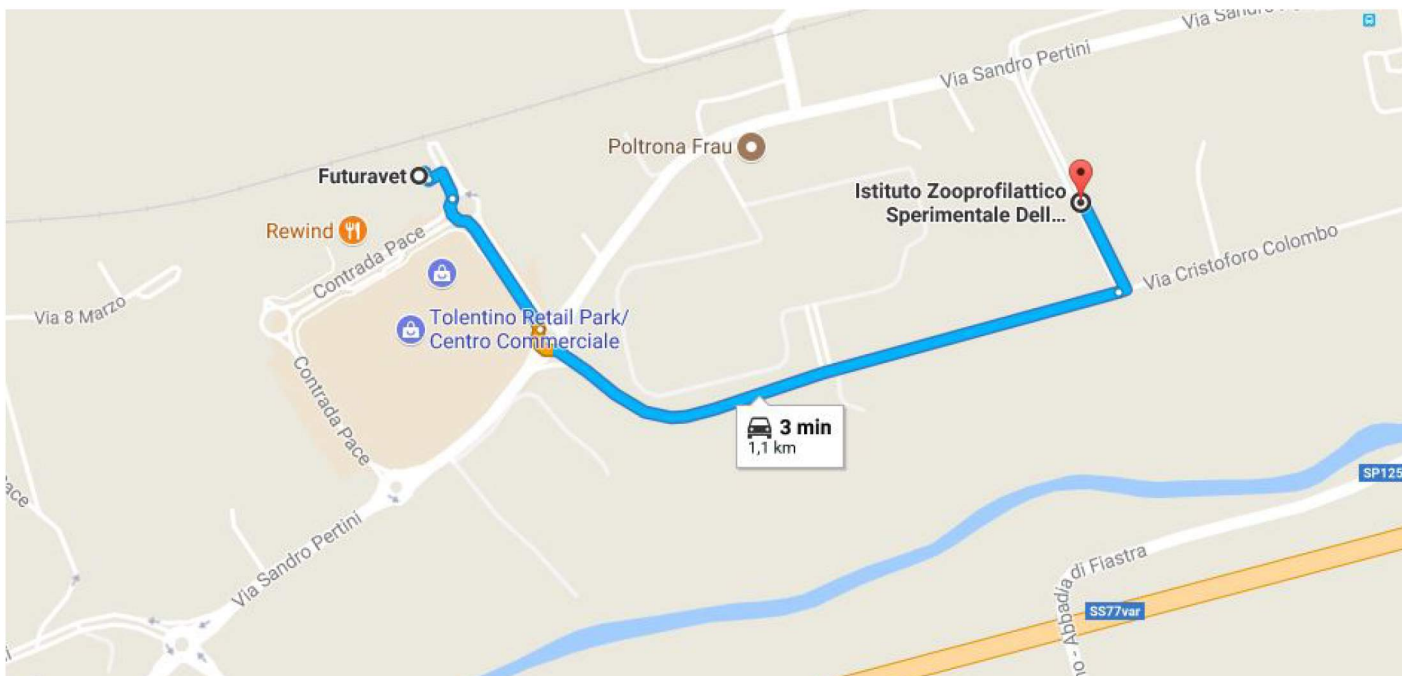 Via Sandro
Via Sandro Pertini
Poltrona Frau
Futuravet
Istituto Zooprofilattico
Sperimentale Dell...
Rewind
Contrada Pace
Via Cristoforo Colombo
Via 8 Marzo
Tolentino Retail Park/
Centro Commerciale
Contrada Pace
3 min
1,1 km
SP125
Via Sandro Pertini
Abbadia di Fiastra
SS77var